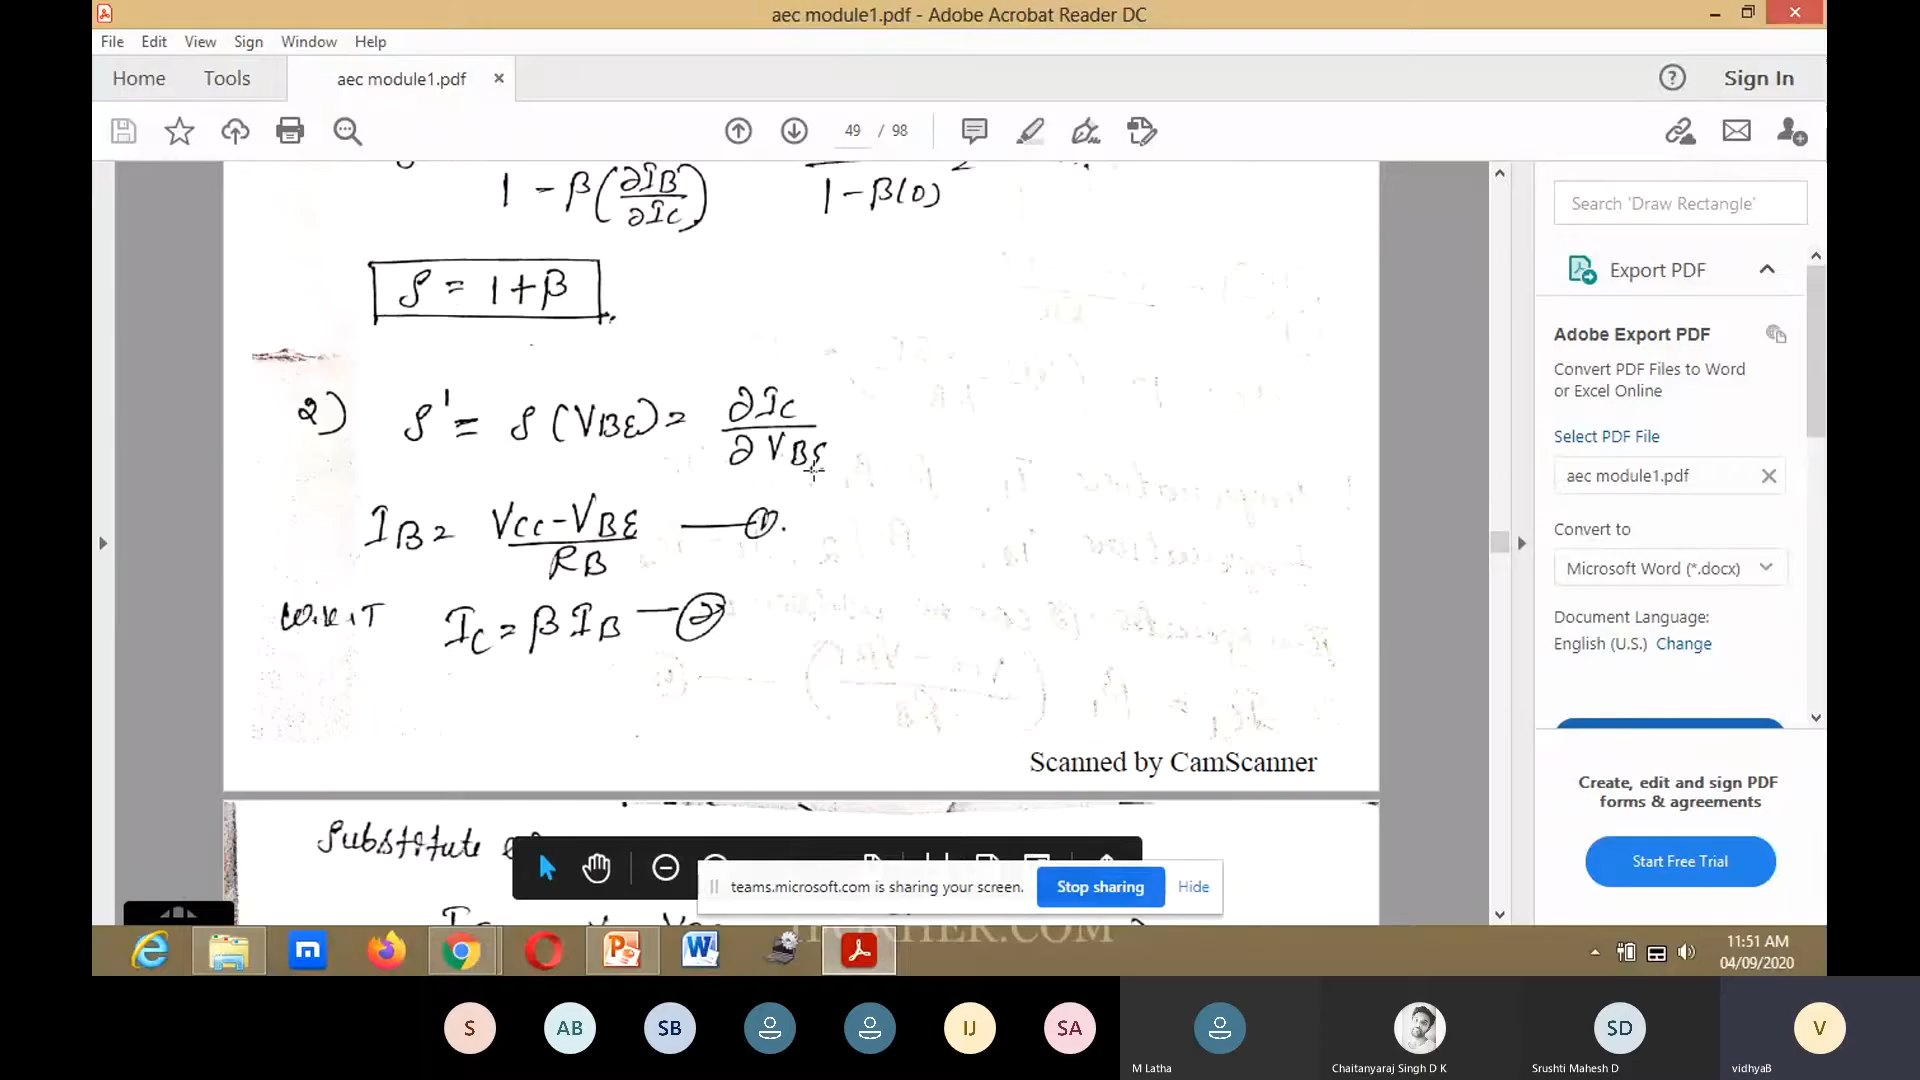 aec module1.pdf - Adobe Acrobat Reader DC
File Edit View Sign Window Help
Home Tools aec module1.pdf × Sign In
49 / 98
1 - β(∂IB/∂IC) 1 - β(0)
S = 1+β
2) S' = S(VBE) = ∂IC/∂VBE
IB = VCC - VBE/RB — ①.
W.K.T IC = β IB — ②
Scanned by CamScanner
Substitute
Search 'Draw Rectangle'
Export PDF
Adobe Export PDF
Convert PDF Files to Word
or Excel Online
Select PDF File
aec module1.pdf
Convert to
Microsoft Word (*.docx)
Document Language:
English (U.S.) Change
Create, edit and sign PDF
forms & agreements
Start Free Trial
teams.microsoft.com is sharing your screen. Stop sharing Hide
11:51 AM
04/09/2020
S AB SB IJ SA SD V
M Latha Chaitanyaraj Singh D K Srushti Mahesh D vidhyaB